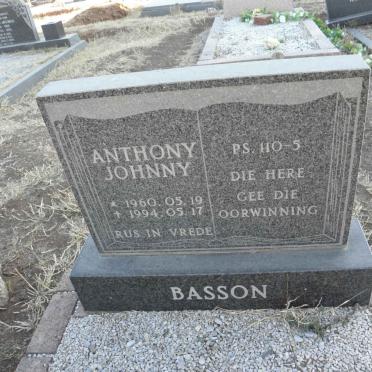 ANTHONY
JOHNNY
* 1960.05.19
+ 1994.05.17
RUS IN VREDE
PS. 110-5
DIE HERE
GEE DIE
OORWINNING
BASSON